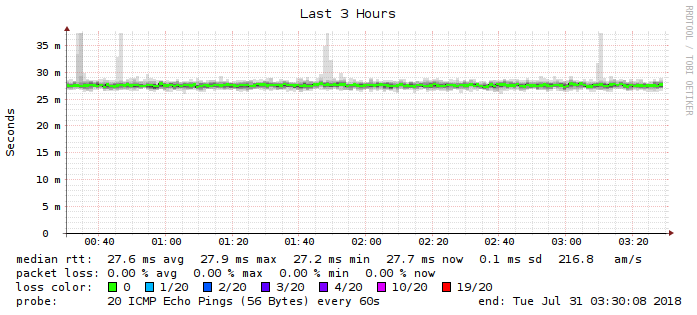 Last 3 Hours
RRDTOOL / TOBI OETIKER
Seconds
35 m
30 m
25 m
20 m
15 m
10 m
5 m
0
00:40 01:00 01:20 01:40 02:00 02:20 02:40 03:00 03:20
median rtt: 27.6 ms avg 27.9 ms max 27.2 ms min 27.7 ms now 0.1 ms sd 216.8 am/s
packet loss: 0.00 % avg 0.00 % max 0.00 % min 0.00 % now
loss color: 0 1/20 2/20 3/20 4/20 10/20 19/20
probe: 20 ICMP Echo Pings (56 Bytes) every 60s end: Tue Jul 31 03:30:08 2018